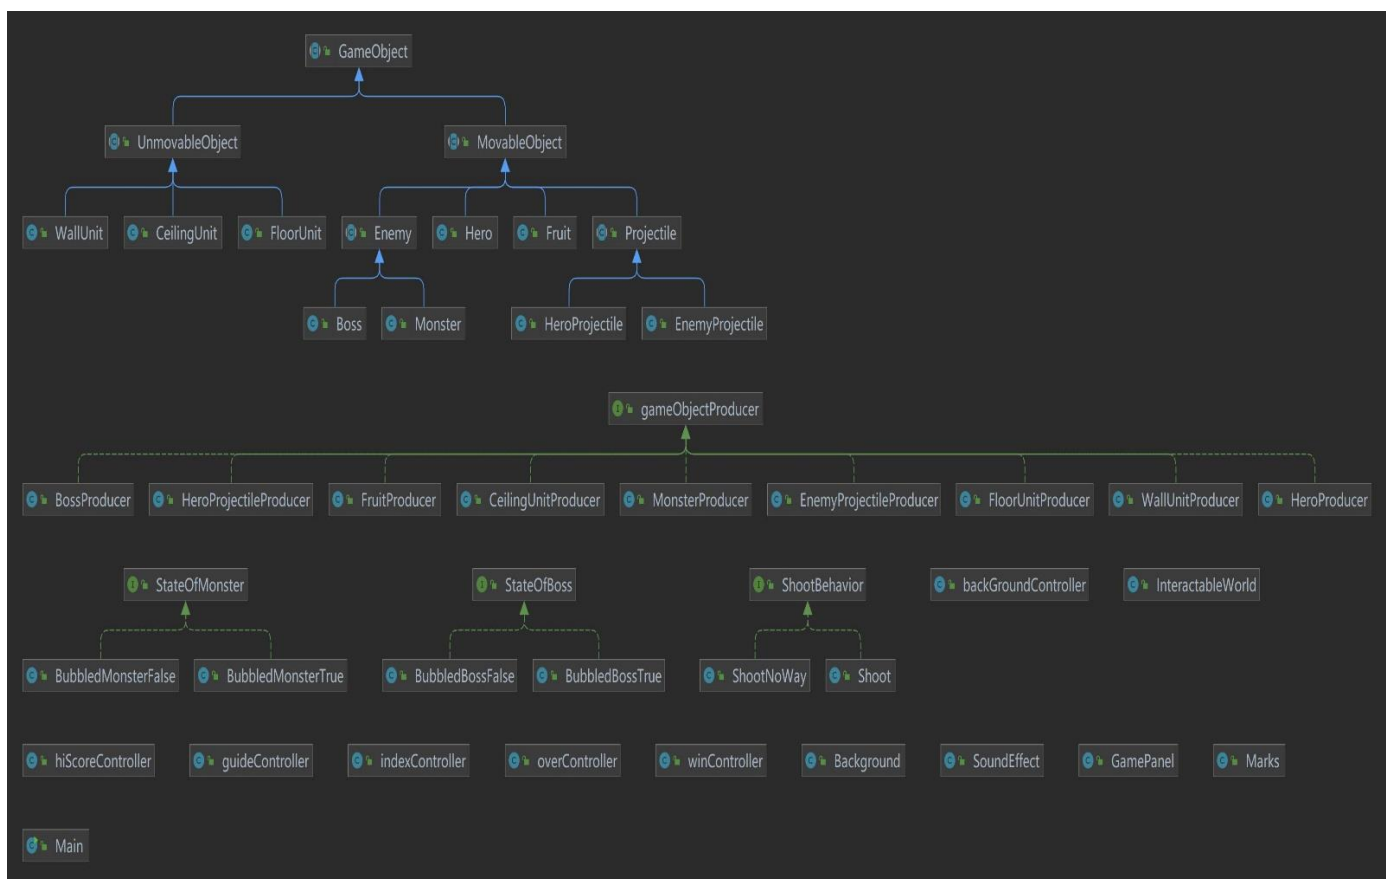 GameObject
UnmovableObject MovableObject
WallUnit CeilingUnit FloorUnit Enemy Hero Fruit Projectile
Boss Monster HeroProjectile EnemyProjectile
gameObjectProducer
BossProducer HeroProjectileProducer FruitProducer CeilingUnitProducer MonsterProducer EnemyProjectileProducer FloorUnitProducer WallUnitProducer HeroProducer
StateOfMonster StateOfBoss ShootBehavior backGroundController InteractableWorld
BubbledMonsterFalse BubbledMonsterTrue BubbledBossFalse BubbledBossTrue ShootNoWay Shoot
hiScoreController guideController indexController overController winController Background SoundEffect GamePanel Marks
Main